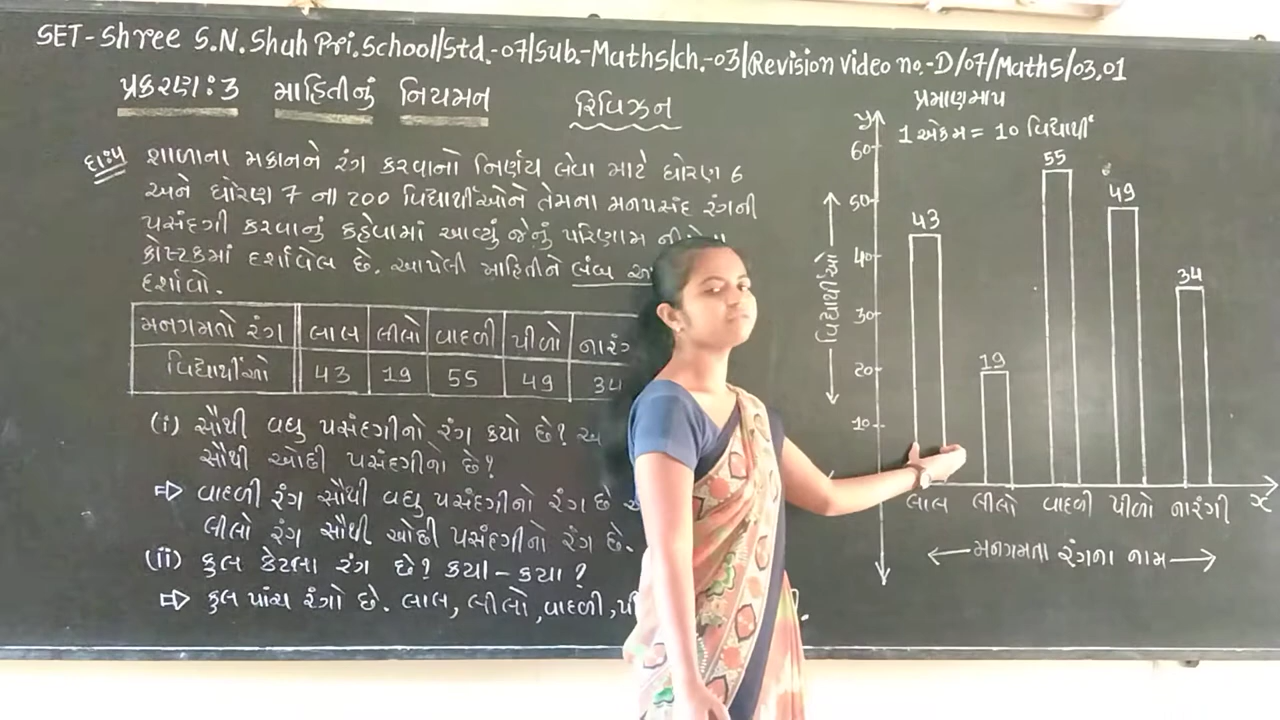 SET-Shree S.N.Shah Pri.School/Std.-07/Sub.-Maths/ch.-03/Revision video no.-D/07/Maths/03.01
પ્રકરણ:3 માહિતીનું નિયમન રિવિઝન
દા:૫ શાળાના મકાનને રંગ કરવાનો નિર્ણય લેવા માટે ધોરણ 6
અને ધોરણ 7 ના 200 વિદ્યાર્થીઓને તેમના મનપસંદ રંગની
પસંદગી કરવાનું કહેવામાં આવ્યું જેનું પરિણામ
કોષ્ટકમાં દર્શાવેલ છે. આપેલી માહિતીને લંબ
દર્શાવો.
મનગમતો રંગ લાલ લીલો વાદળી પીળો
વિદ્યાર્થીઓ 43 19 55 49 34
(i) સૌથી વધુ પસંદગીનો રંગ કયો છે?
સૌથી ઓછી પસંદગીનો છે?
⇨ વાદળી રંગ સૌથી વધુ પસંદગીનો રંગ છે
લીલો રંગ સૌથી ઓછી પસંદગીનો રંગ છે.
(ii) કુલ કેટલા રંગ છે? કયા - કયા?
⇨ કુલ પાંચ રંગો છે. લાલ, લીલો, વાદળી,
પ્રમાણમાપ
1 એકમ = 10 વિદ્યાર્થી
y
60
50
40
30
20
10
વિદ્યાર્થીઓ
43 19 55 49 34
લાલ લીલો વાદળી પીળો નારંગી x
મનગમતા રંગના નામ